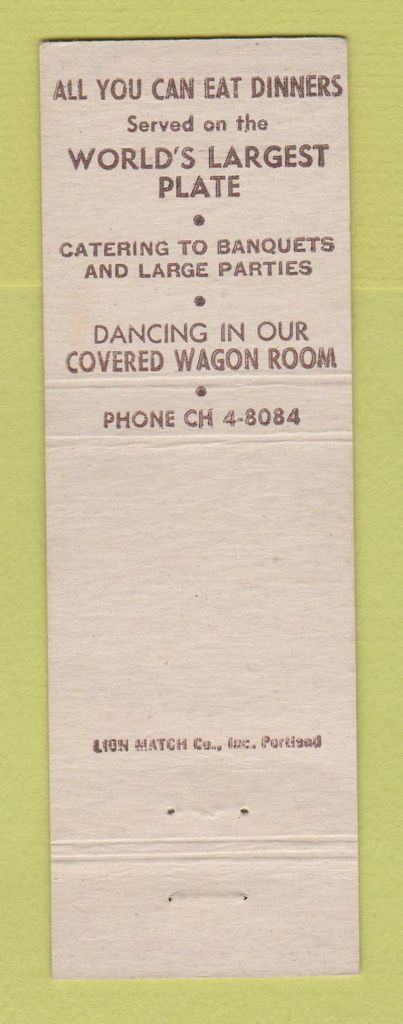 ALL YOU CAN EAT DINNERS
Served on the
WORLD'S LARGEST
PLATE
•
CATERING TO BANQUETS
AND LARGE PARTIES
•
DANCING IN OUR
COVERED WAGON ROOM
•
PHONE CH 4-8084
LION MATCH Co., Inc. Portland